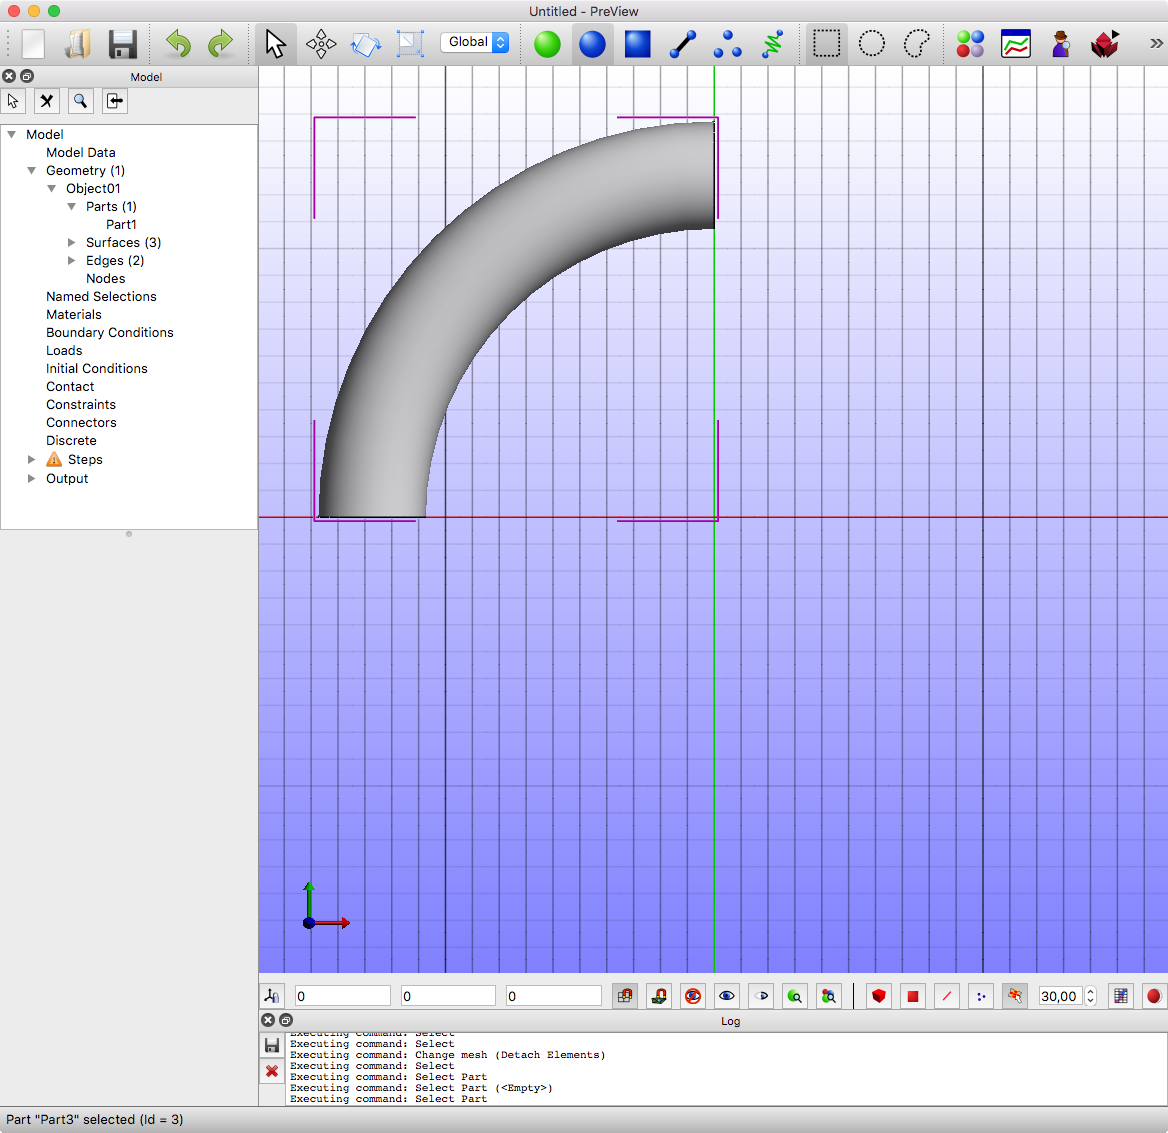 Untitled - PreView
Global
Model
Model
Model Data
Geometry (1)
Object01
Parts (1)
Part1
Surfaces (3)
Edges (2)
Nodes
Named Selections
Materials
Boundary Conditions
Loads
Initial Conditions
Contact
Constraints
Connectors
Discrete
Steps
Output
0
0
0
30,00
Log
Executing command: Select
Executing command: Select
Executing command: Change mesh (Detach Elements)
Executing command: Select
Executing command: Select Part
Executing command: Select Part (<Empty>)
Executing command: Select Part
Part "Part3" selected (Id = 3)